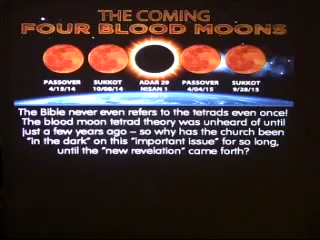 THE COMING
FOUR BLOOD MOONS
PASSOVER SUKKOT ADAR 29 PASSOVER SUKKOT
4/15/14 10/08/14 NISAN 1 4/04/15 9/28/15
The Bible never even refers to the tetrads even once!
The blood moon tetrad theory was unheard of until
just a few years ago – so why has the church been
"in the dark" on this "important issue" for so long,
until the "new revelation" came forth?